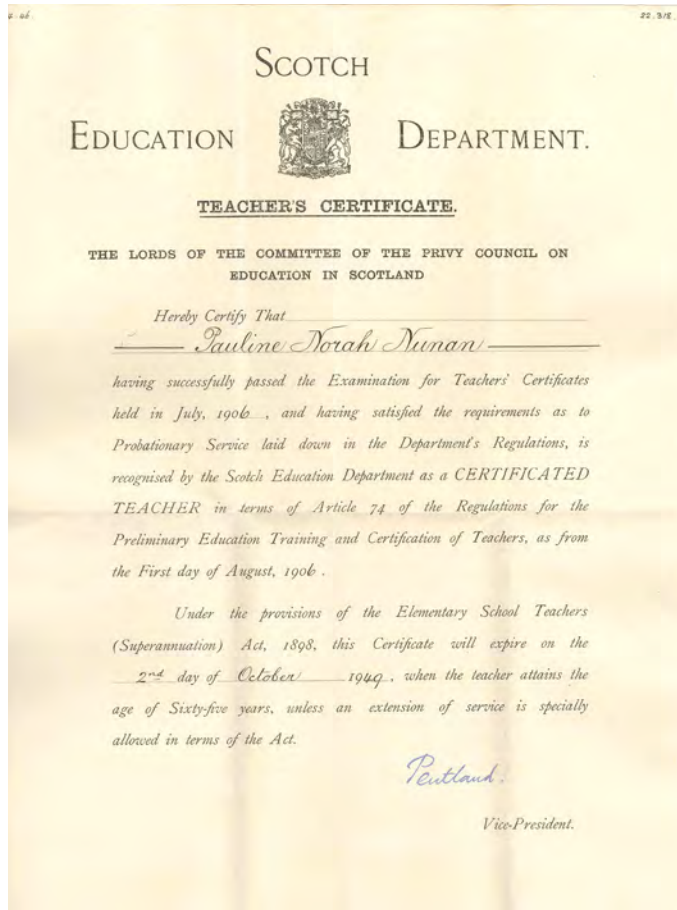 22.318.
SCOTCH
EDUCATION DEPARTMENT.
TEACHER'S CERTIFICATE.
THE LORDS OF THE COMMITTEE OF THE PRIVY COUNCIL ON
EDUCATION IN SCOTLAND
Hereby Certify That
Pauline Norah Nunan
having successfully passed the Examination for Teachers' Certificates
held in July, 1906, and having satisfied the requirements as to
Probationary Service laid down in the Department's Regulations, is
recognised by the Scotch Education Department as a CERTIFICATED
TEACHER in terms of Article 74 of the Regulations for the
Preliminary Education Training and Certification of Teachers, as from
the First day of August, 1906.
Under the provisions of the Elementary School Teachers
(Superannuation) Act, 1898, this Certificate will expire on the
2nd day of October 1949, when the teacher attains the
age of Sixty-five years, unless an extension of service is specially
allowed in terms of the Act.
Pentland.
Vice-President.